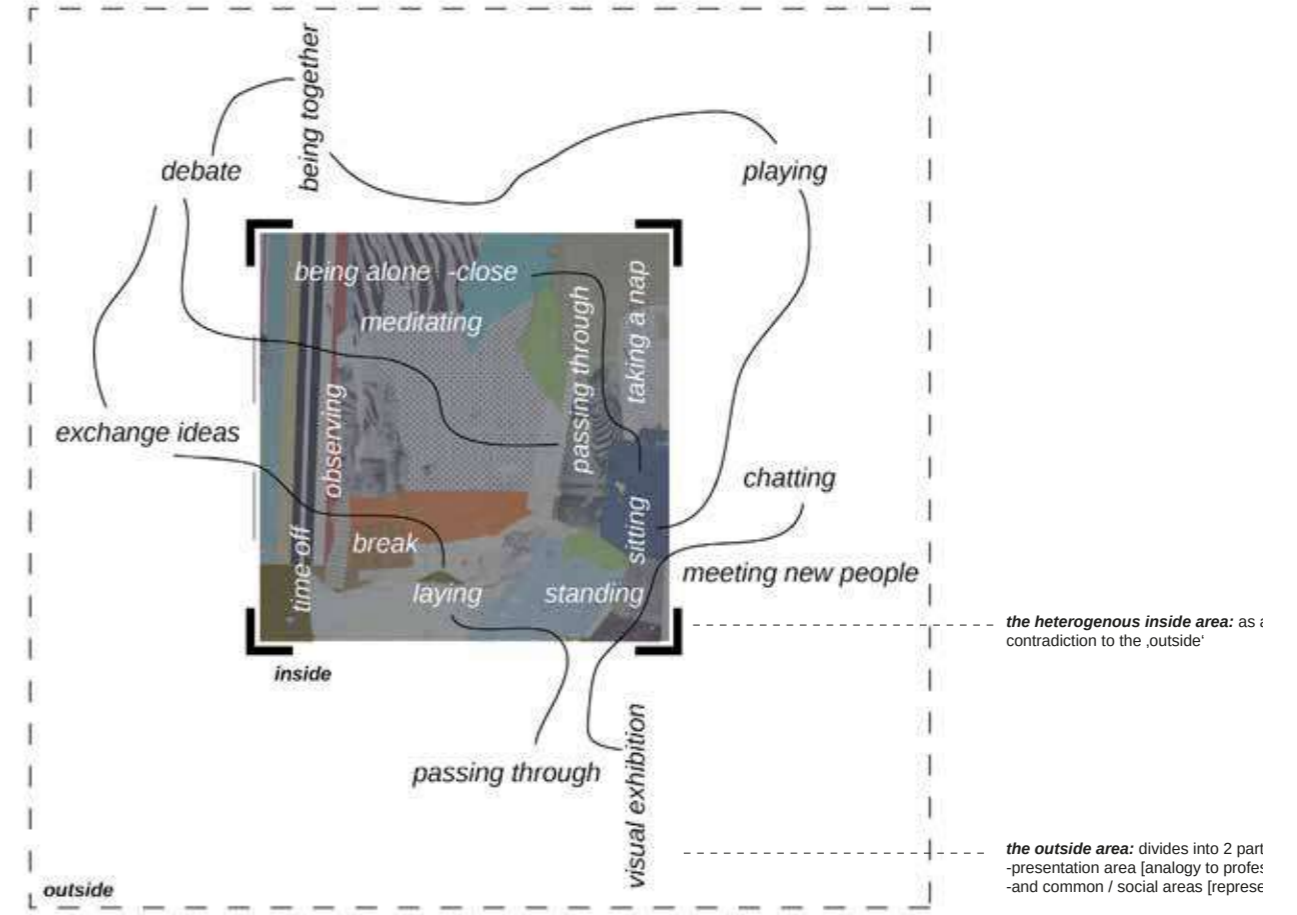 being together
debate
playing
being alone -close
meditating
passing through
taking a nap
observing
exchange ideas
chatting
sitting
time off
break
meeting new people
laying
standing
the heterogenous inside area: as a
contradiction to the ‚outside‘
inside
passing through
visual exhibition
the outside area: divides into 2 part
-presentation area [analogy to profes
-and common / social areas [represe
outside